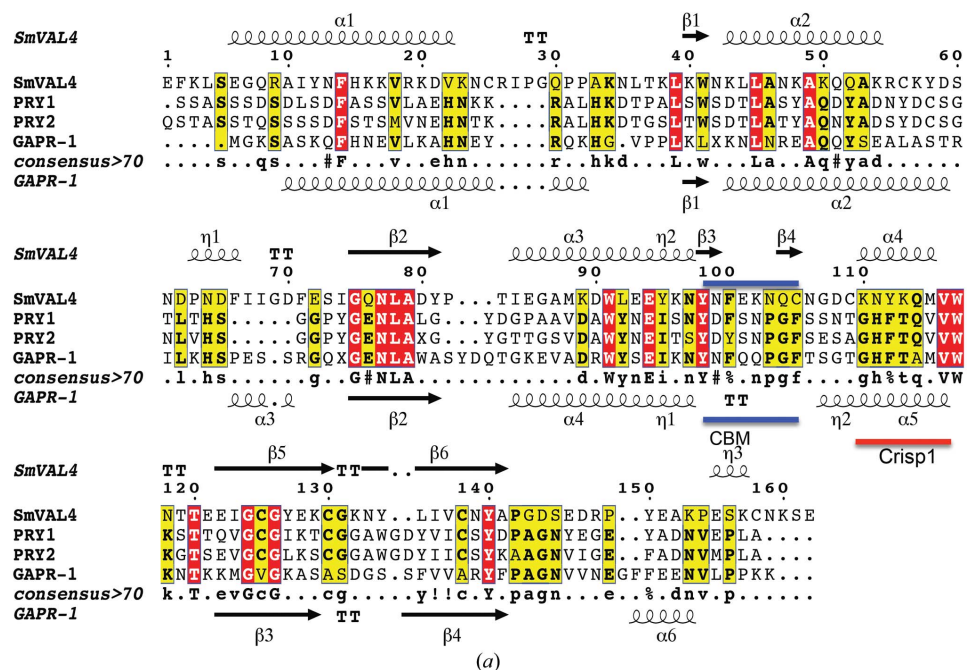 α1 β1 α2
SmVAL4 TT
1 10 20 30 40 50 60
SmVAL4 EFKLSEGQRAIYNFHKKVRKDVKNCRIPGQPPAKNLTKLKWNKLLANKAKQQAKRCKYDS
PRY1 .SSASSSDSDLSDFASSVLAEHNKK....RALHKDTPALSWSDTLASYAQDYADNYDCSG
PRY2 QSTASSTQSSSSDFSTSMVNEHNTK....RALHKDTGSLTWSDTLATYAQNYADSYDCSG
GAPR-1 .....MGKSASKQFHNEVLKAHNEY....RQKHG.VPPLKLXKNLNREAQQYSEALASTR
consensus>70 ....s...qs...#F...v..ehn......r..hkd....L.w..La..Aq#yad.....
GAPR-1
α1 β1 α2
η1 β2 α3 η2 β3 β4 α4
SmVAL4 TT
70 80 90 100 110
SmVAL4 NDPNDFIIGDFESIGQNLADYP...TIEGAMKDWLEEYKNYNFEKNQCNGDCKNYKQMVW
PRY1 NLTHS.....GGPYGENLALG...YDGPAAVDAWYNEISNYDFSNPGFSSNTGHFTQVVW
PRY2 NLVHS.....GGPYGENLALG...YGTTGSVDAWYNEITSYDYSNPGFSESAGHFTQVVW
GAPR-1 ILKHSPES.SRGQXGENLAWASYDQTGKEVADRWYSEIKNYNFQQPGFTSGTGHFTAMVW
consensus>70 .l.hs......g..G#NLA...........d.WynEi.nY#%.npgf....gh%tq.VW
GAPR-1 TT
α3 β2 α4 η1 η2 α5
CBM Crisp1
β5 β6 η3
SmVAL4 TT TT ..
120 130 140 150 160
SmVAL4 NTTEEIGCGYEKCGKNY..LIVCNYAPGDSEDRP..YEAKPESKCNKSE
PRY1 KSTTQVGCGIKTCGGAWGDYVICSYDPAGNYEGE..YADNVEPLA....
PRY2 KGTSEVGCGLKSCGGAWGDYIICSYKAAGNVIGE..FADNVMPLA....
GAPR-1 KNTKKMGVGKASASDGS.SFVVARYFPAGNVVNEGFFEENVLPPKK...
consensus>70 k.T.evGcG...cg....y!!c.Y.pagn...e...%.dnv.p......
GAPR-1 TT
β3 β4 α6
(a)